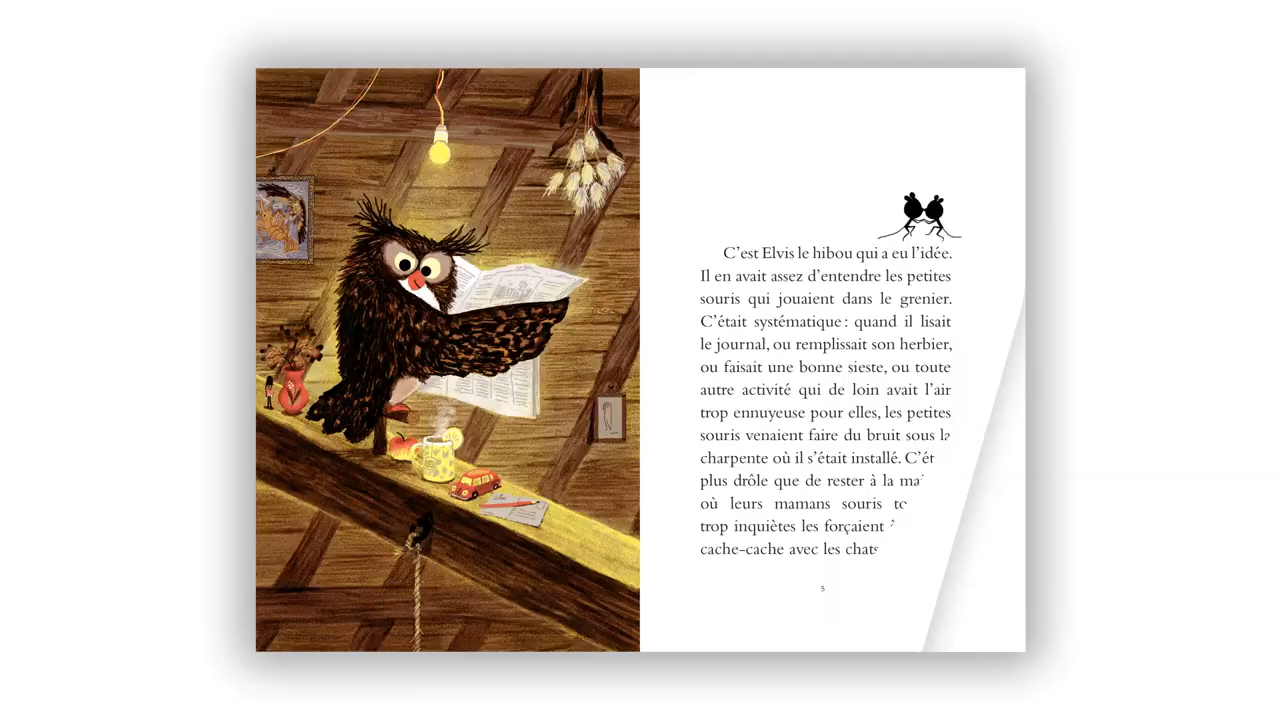 C'est Elvis le hibou qui a eu l'idée.
Il en avait assez d'entendre les petites
souris qui jouaient dans le grenier.
C'était systématique : quand il lisait
le journal, ou remplissait son herbier,
ou faisait une bonne sieste, ou toute
autre activité qui de loin avait l'air
trop ennuyeuse pour elles, les petites
souris venaient faire du bruit sous
charpente où il s'était installé.
plus drôle que de rester à la
où leurs mamans souris
trop inquiètes les forçaient
cache-cache avec les chats
5